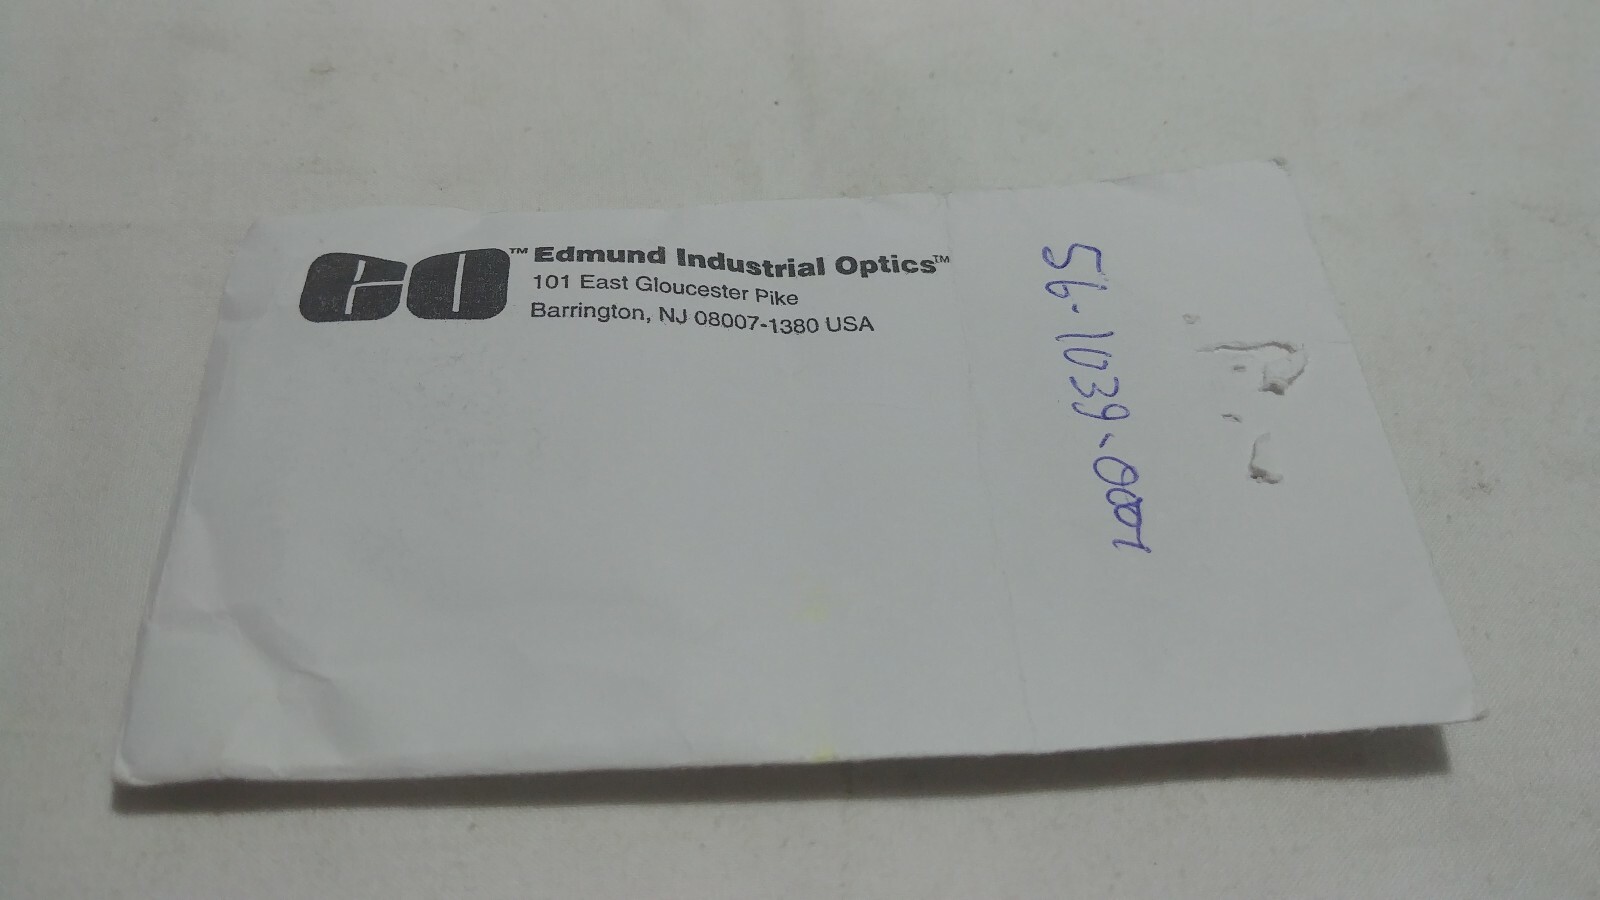 EO™ Edmund Industrial Optics™
101 East Gloucester Pike
Barrington, NJ 08007-1380 USA
56-1039-0001